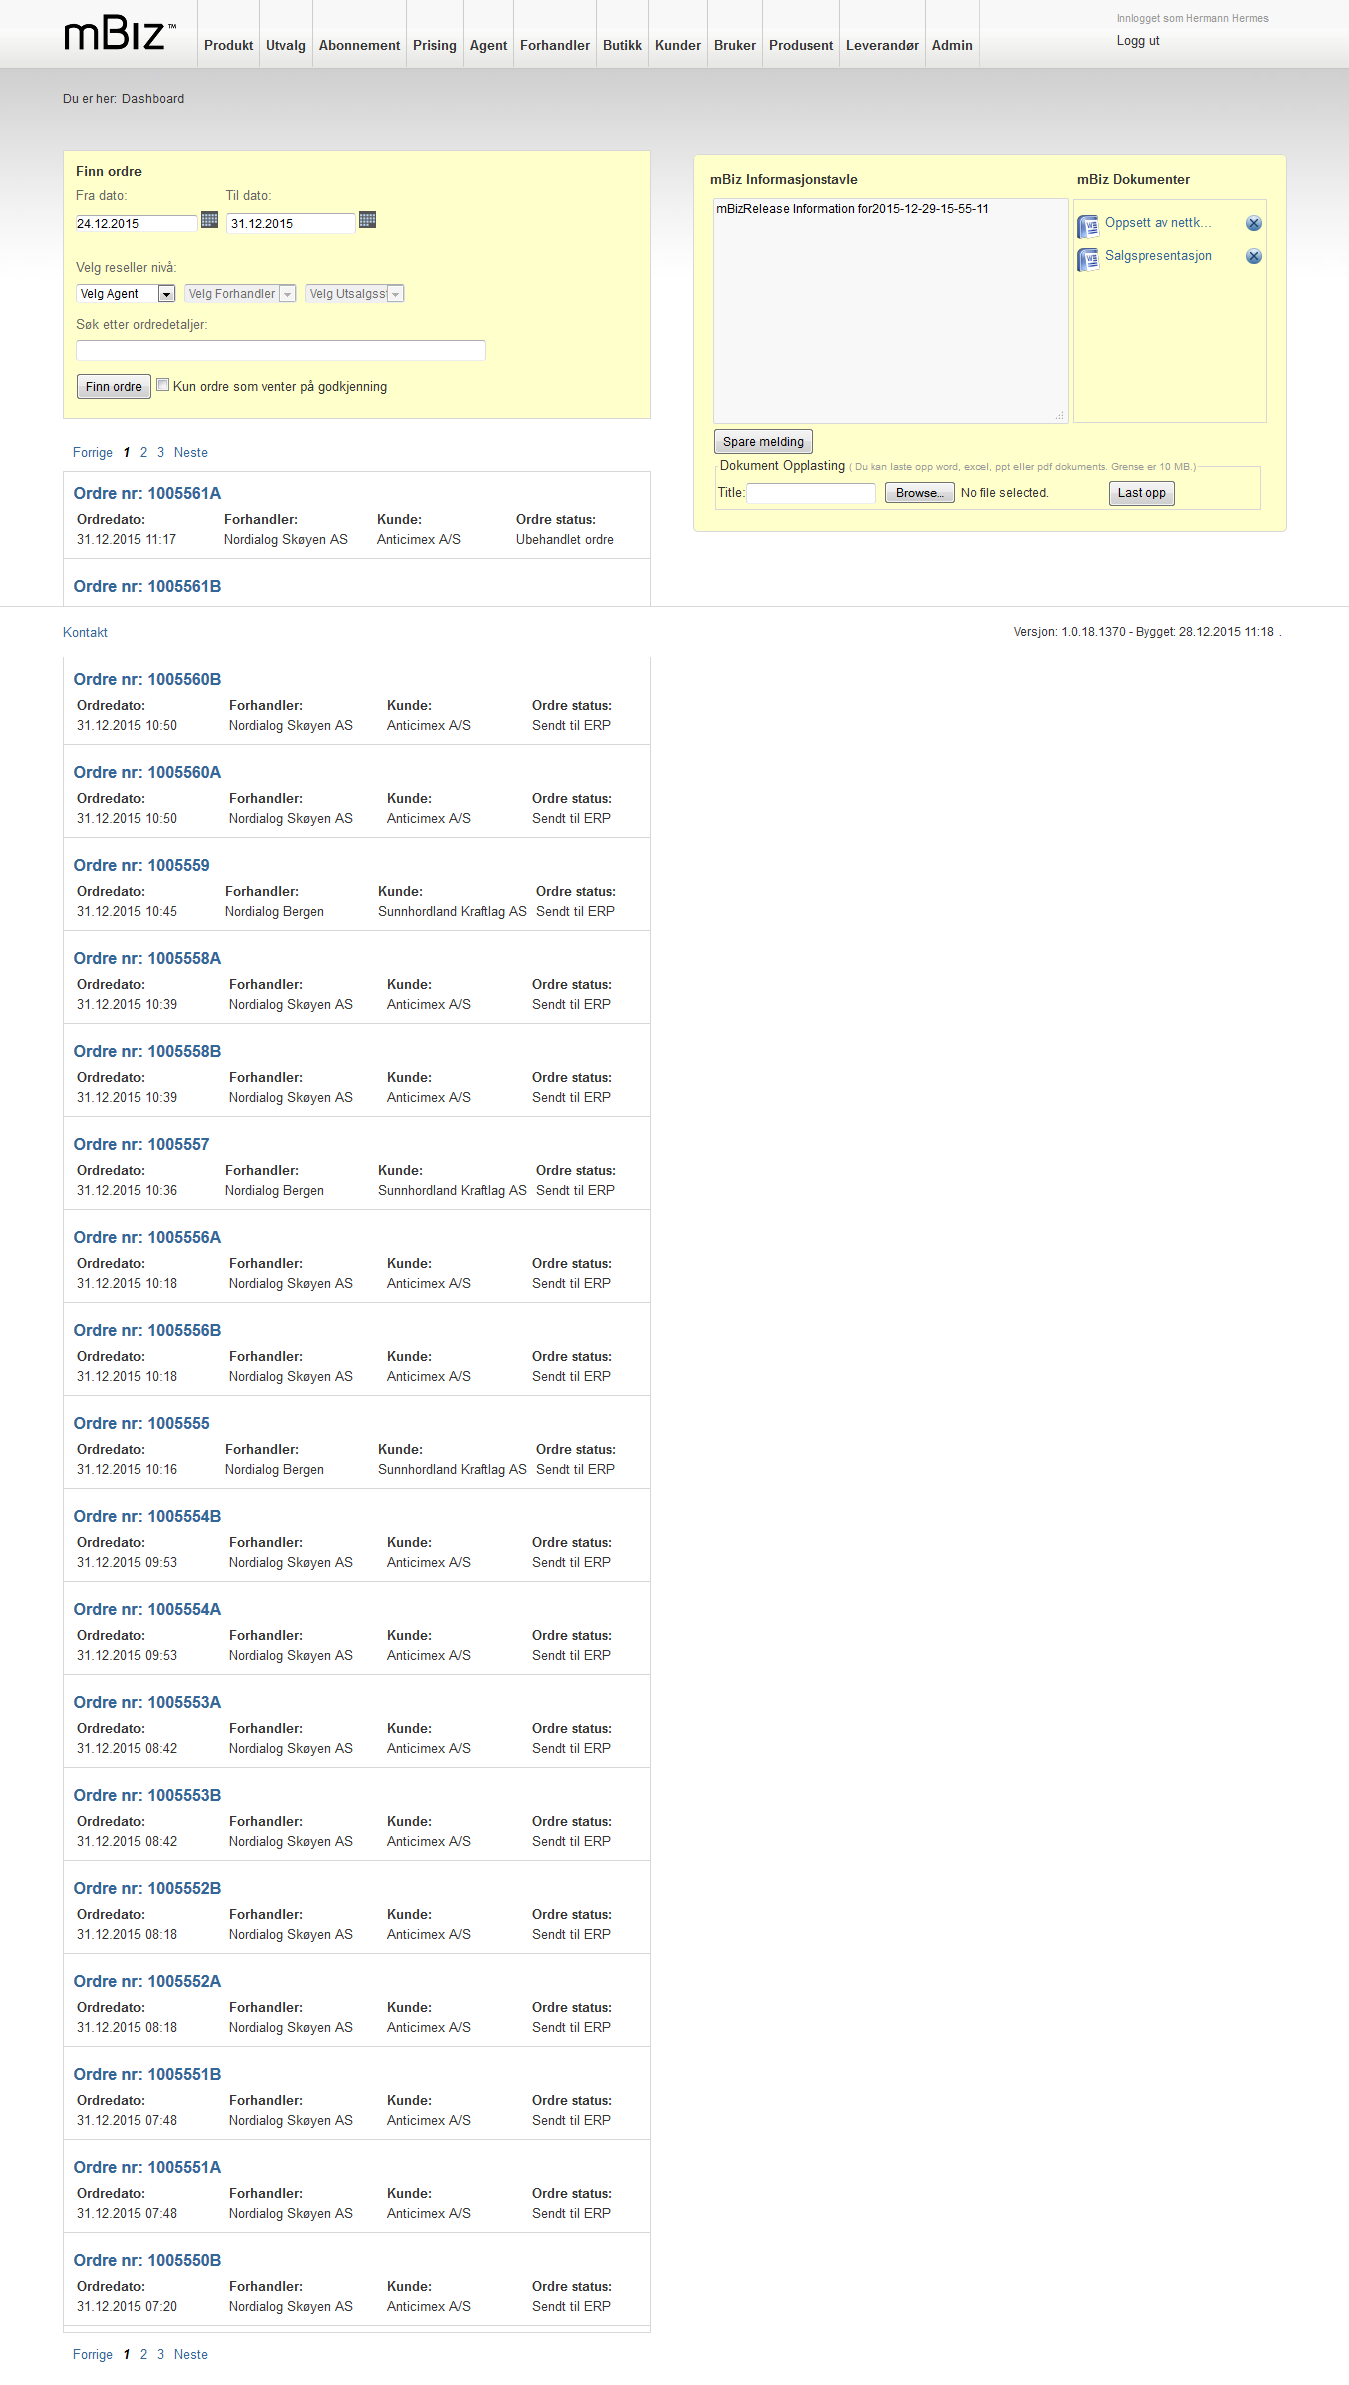 mBiz™
Produkt Utvalg Abonnement Prising Agent Forhandler Butikk Kunder Bruker Produsent Leverandør Admin
Innlogget som Hermann Hermes
Logg ut
Du er her: Dashboard
Finn ordre
Fra dato: Til dato:
24.12.2015 31.12.2015
Velg reseller nivå:
Velg Agent Velg Forhandler Velg Utsalgss
Søk etter ordredetaljer:
Finn ordre Kun ordre som venter på godkjenning
mBiz Informasjonstavle mBiz Dokumenter
mBizRelease Information for2015-12-29-15-55-11
Oppsett av nettk...
Salgspresentasjon
Spare melding
Dokument Opplasting ( Du kan laste opp word, excel, ppt eller pdf dokuments. Grense er 10 MB.)
Title: Browse... No file selected. Last opp
Forrige 1 2 3 Neste
Ordre nr: 1005561A
Ordredato: Forhandler: Kunde: Ordre status:
31.12.2015 11:17 Nordialog Skøyen AS Anticimex A/S Ubehandlet ordre
Ordre nr: 1005561B
Kontakt Versjon: 1.0.18.1370 - Bygget: 28.12.2015 11:18 .
Ordre nr: 1005560B
Ordredato: Forhandler: Kunde: Ordre status:
31.12.2015 10:50 Nordialog Skøyen AS Anticimex A/S Sendt til ERP
Ordre nr: 1005560A
Ordredato: Forhandler: Kunde: Ordre status:
31.12.2015 10:50 Nordialog Skøyen AS Anticimex A/S Sendt til ERP
Ordre nr: 1005559
Ordredato: Forhandler: Kunde: Ordre status:
31.12.2015 10:45 Nordialog Bergen Sunnhordland Kraftlag AS Sendt til ERP
Ordre nr: 1005558A
Ordredato: Forhandler: Kunde: Ordre status:
31.12.2015 10:39 Nordialog Skøyen AS Anticimex A/S Sendt til ERP
Ordre nr: 1005558B
Ordredato: Forhandler: Kunde: Ordre status:
31.12.2015 10:39 Nordialog Skøyen AS Anticimex A/S Sendt til ERP
Ordre nr: 1005557
Ordredato: Forhandler: Kunde: Ordre status:
31.12.2015 10:36 Nordialog Bergen Sunnhordland Kraftlag AS Sendt til ERP
Ordre nr: 1005556A
Ordredato: Forhandler: Kunde: Ordre status:
31.12.2015 10:18 Nordialog Skøyen AS Anticimex A/S Sendt til ERP
Ordre nr: 1005556B
Ordredato: Forhandler: Kunde: Ordre status:
31.12.2015 10:18 Nordialog Skøyen AS Anticimex A/S Sendt til ERP
Ordre nr: 1005555
Ordredato: Forhandler: Kunde: Ordre status:
31.12.2015 10:16 Nordialog Bergen Sunnhordland Kraftlag AS Sendt til ERP
Ordre nr: 1005554B
Ordredato: Forhandler: Kunde: Ordre status:
31.12.2015 09:53 Nordialog Skøyen AS Anticimex A/S Sendt til ERP
Ordre nr: 1005554A
Ordredato: Forhandler: Kunde: Ordre status:
31.12.2015 09:53 Nordialog Skøyen AS Anticimex A/S Sendt til ERP
Ordre nr: 1005553A
Ordredato: Forhandler: Kunde: Ordre status:
31.12.2015 08:42 Nordialog Skøyen AS Anticimex A/S Sendt til ERP
Ordre nr: 1005553B
Ordredato: Forhandler: Kunde: Ordre status:
31.12.2015 08:42 Nordialog Skøyen AS Anticimex A/S Sendt til ERP
Ordre nr: 1005552B
Ordredato: Forhandler: Kunde: Ordre status:
31.12.2015 08:18 Nordialog Skøyen AS Anticimex A/S Sendt til ERP
Ordre nr: 1005552A
Ordredato: Forhandler: Kunde: Ordre status:
31.12.2015 08:18 Nordialog Skøyen AS Anticimex A/S Sendt til ERP
Ordre nr: 1005551B
Ordredato: Forhandler: Kunde: Ordre status:
31.12.2015 07:48 Nordialog Skøyen AS Anticimex A/S Sendt til ERP
Ordre nr: 1005551A
Ordredato: Forhandler: Kunde: Ordre status:
31.12.2015 07:48 Nordialog Skøyen AS Anticimex A/S Sendt til ERP
Ordre nr: 1005550B
Ordredato: Forhandler: Kunde: Ordre status:
31.12.2015 07:20 Nordialog Skøyen AS Anticimex A/S Sendt til ERP
Forrige 1 2 3 Neste